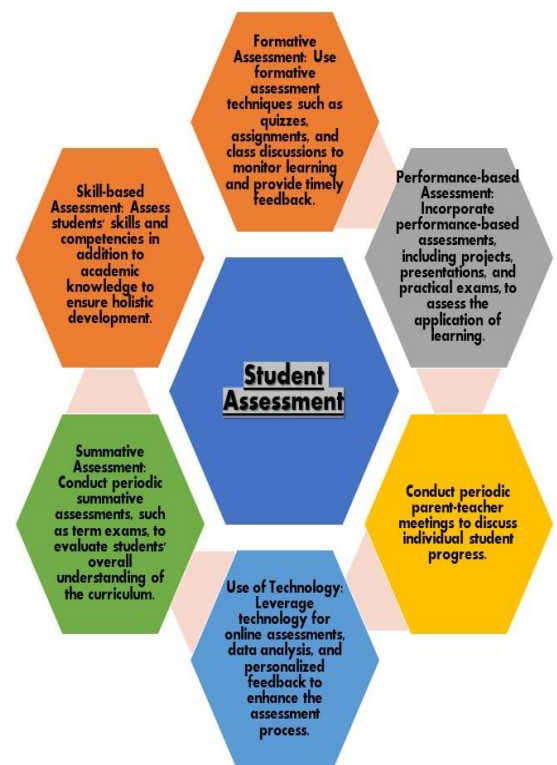 Formative
Assessment: Use
formative
assessment
techniques such as
quizzes,
assignments, and
class discussions to
monitor learning
and provide timely
feedback.
Performance-based
Assessment:
Incorporate
performance-based
assessments,
including projects,
presentations, and
practical exams, to
assess the
application of
learning.
Conduct periodic
parent-teacher
meetings to discuss
individual student
progress.
Use of Technology:
Leverage
technology for
online assessments,
data analysis, and
personalized
feedback to
enhance the
assessment
process.
Summative
Assessment:
Conduct periodic
summative
assessments, such
as term exams, to
evaluate students'
overall
understanding of
the curriculum.
Skill-based
Assessment: Assess
students' skills and
competencies in
addition to
academic
knowledge to
ensure holistic
development.
Student
Assessment